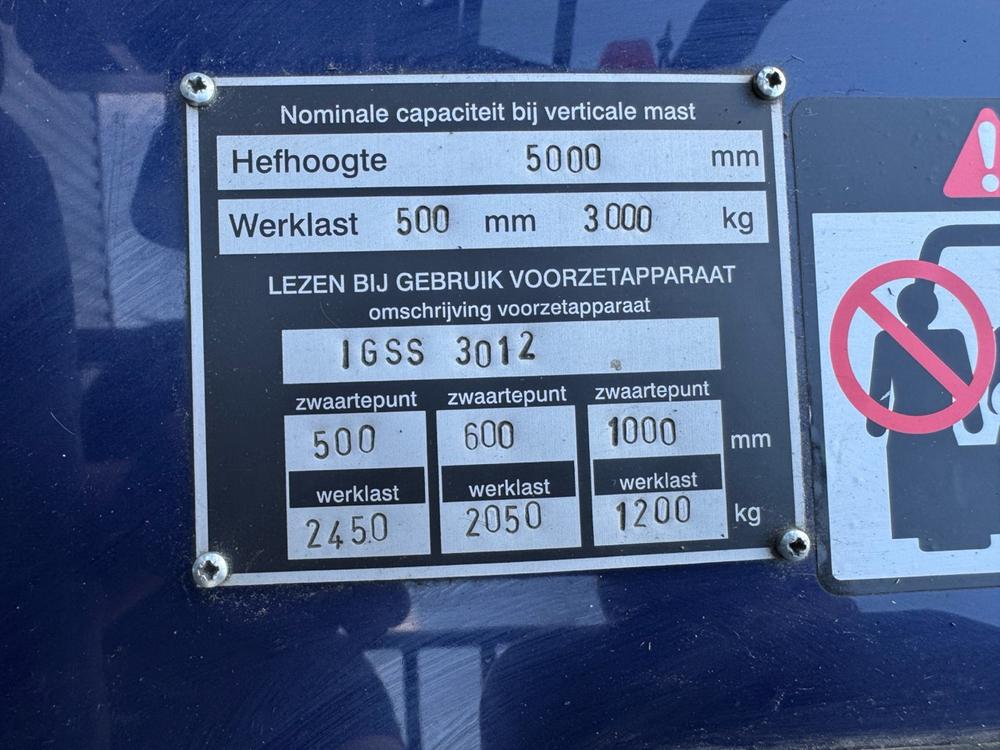 Nominale capaciteit bij verticale mast
Hefhoogte 5000 mm
Werklast 500 mm 3000 kg
LEZEN BIJ GEBRUIK VOORZETAPPARAAT
omschrijving voorzetapparaat
IGSS 3012
zwaartepunt zwaartepunt zwaartepunt
500 600 1000 mm
werklast werklast werklast
2450 2050 1200 kg